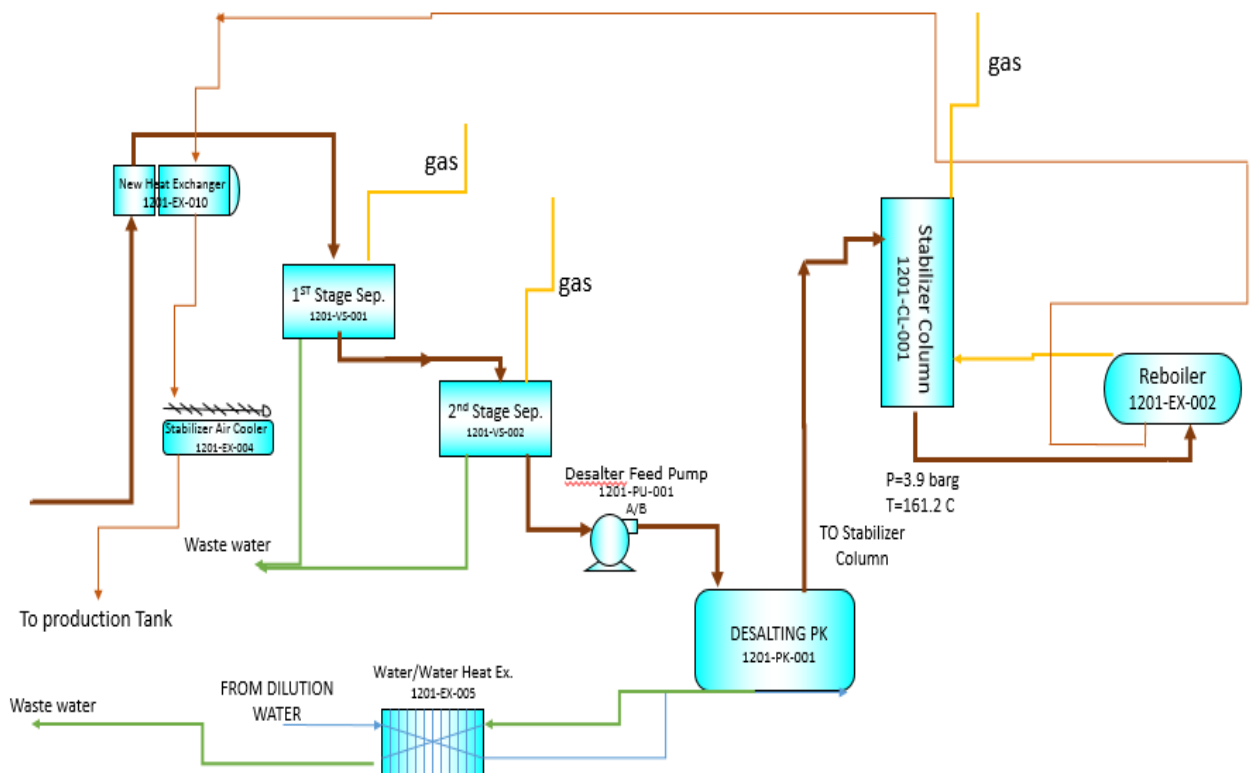 gas
gas
New Heat Exchanger
1201-EX-010
1ST Stage Sep.
1201-VS-001
gas
Stabilizer Column
1201-CL-001
Reboiler
1201-EX-002
2nd Stage Sep.
1201-VS-002
Stabilizer Air Cooler
1201-EX-004
Desalter Feed Pump
1201-PU-001
A/B
P=3.9 barg
T=161.2 C
Waste water
TO Stabilizer
Column
To production Tank
DESALTING PK
1201-PK-001
Water/Water Heat Ex.
1201-EX-005
FROM DILUTION
WATER
Waste water